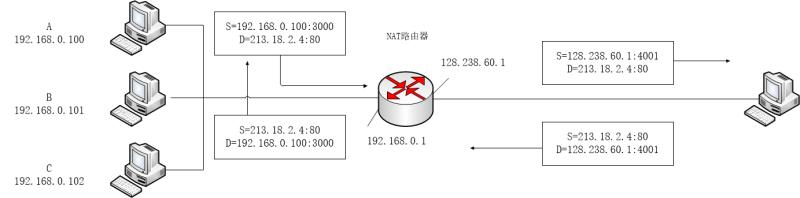 A
192.168.0.100
S=192.168.0.100:3000
D=213.18.2.4:80
NAT路由器
128.238.60.1
S=128.238.60.1:4001
D=213.18.2.4:80
B
192.168.0.101
S=213.18.2.4:80
D=192.168.0.100:3000
192.168.0.1
S=213.18.2.4:80
D=128.238.60.1:4001
C
192.168.0.102